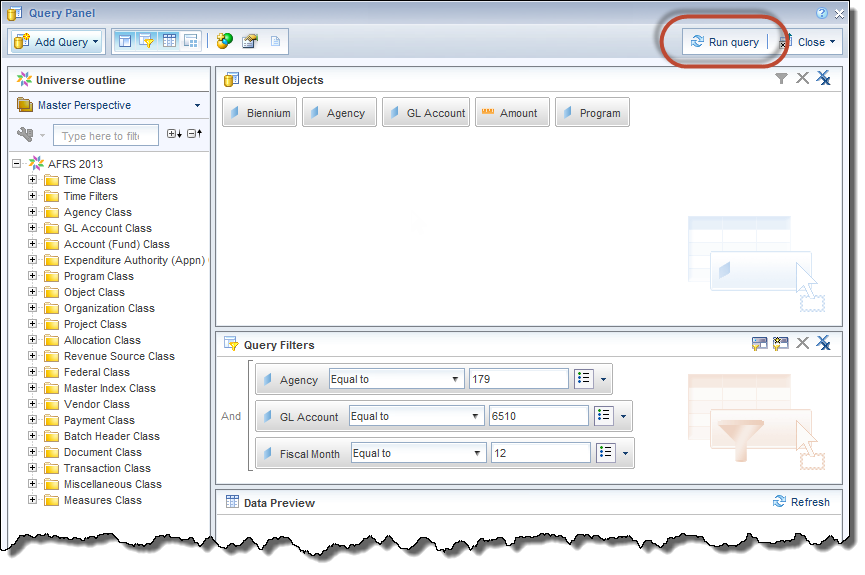 Query Panel
Add Query
Run query
Close
Universe outline
Master Perspective
Type here to filt
AFRS 2013
Time Class
Time Filters
Agency Class
GL Account Class
Account (Fund) Class
Expenditure Authority (Appn)
Program Class
Object Class
Organization Class
Project Class
Allocation Class
Revenue Source Class
Federal Class
Master Index Class
Vendor Class
Payment Class
Batch Header Class
Document Class
Transaction Class
Miscellaneous Class
Measures Class
Result Objects
Biennium
Agency
GL Account
Amount
Program
Query Filters
And
Agency Equal to 179
GL Account Equal to 6510
Fiscal Month Equal to 12
Data Preview
Refresh